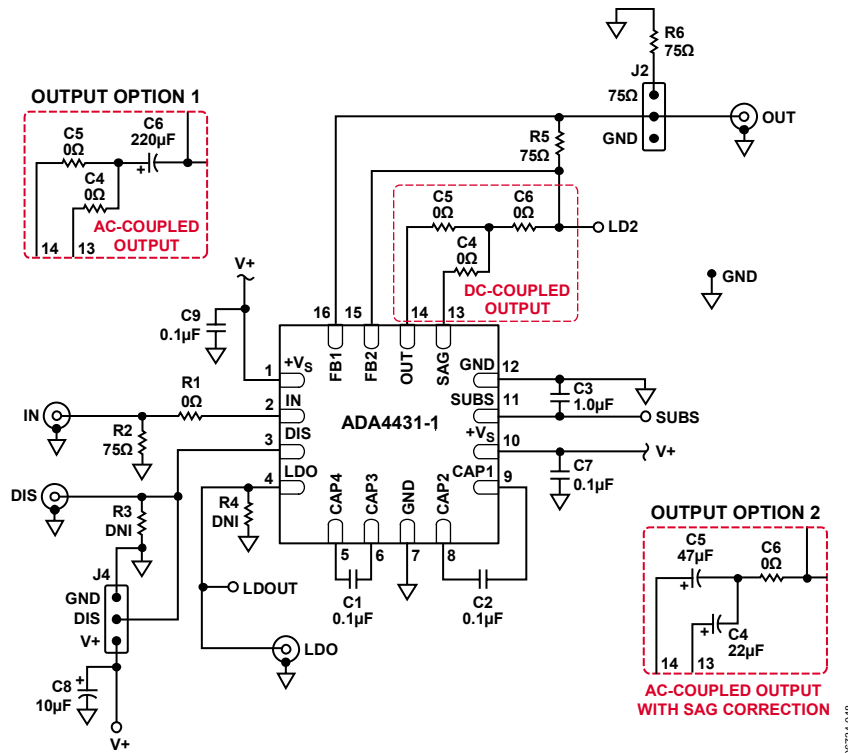 R6
75Ω
J2
75Ω
GND
OUT
OUTPUT OPTION 1
C6
220µF
+
C5
0Ω
C4
0Ω
AC-COUPLED
OUTPUT
14 13
R5
75Ω
C5
0Ω
C6
0Ω
C4
0Ω
LD2
DC-COUPLED
OUTPUT
GND
V+
C9
0.1µF
16 15 14 13
FB1 FB2 OUT SAG
ADA4431-1
1 +VS
2 IN
3 DIS
4 LDO
GND 12
SUBS 11
+VS 10
CAP1 9
CAP4 CAP3 GND CAP2
5 6 7 8
IN
R1
0Ω
R2
75Ω
DIS
R3
DNI
R4
DNI
C3
1.0µF
SUBS
V+
C7
0.1µF
J4
GND
DIS
V+
C8
10µF
+
V+
LDOUT
LDO
C1
0.1µF
C2
0.1µF
OUTPUT OPTION 2
C5
47µF
+
C6
0Ω
C4
22µF
+
14 13
AC-COUPLED OUTPUT
WITH SAG CORRECTION